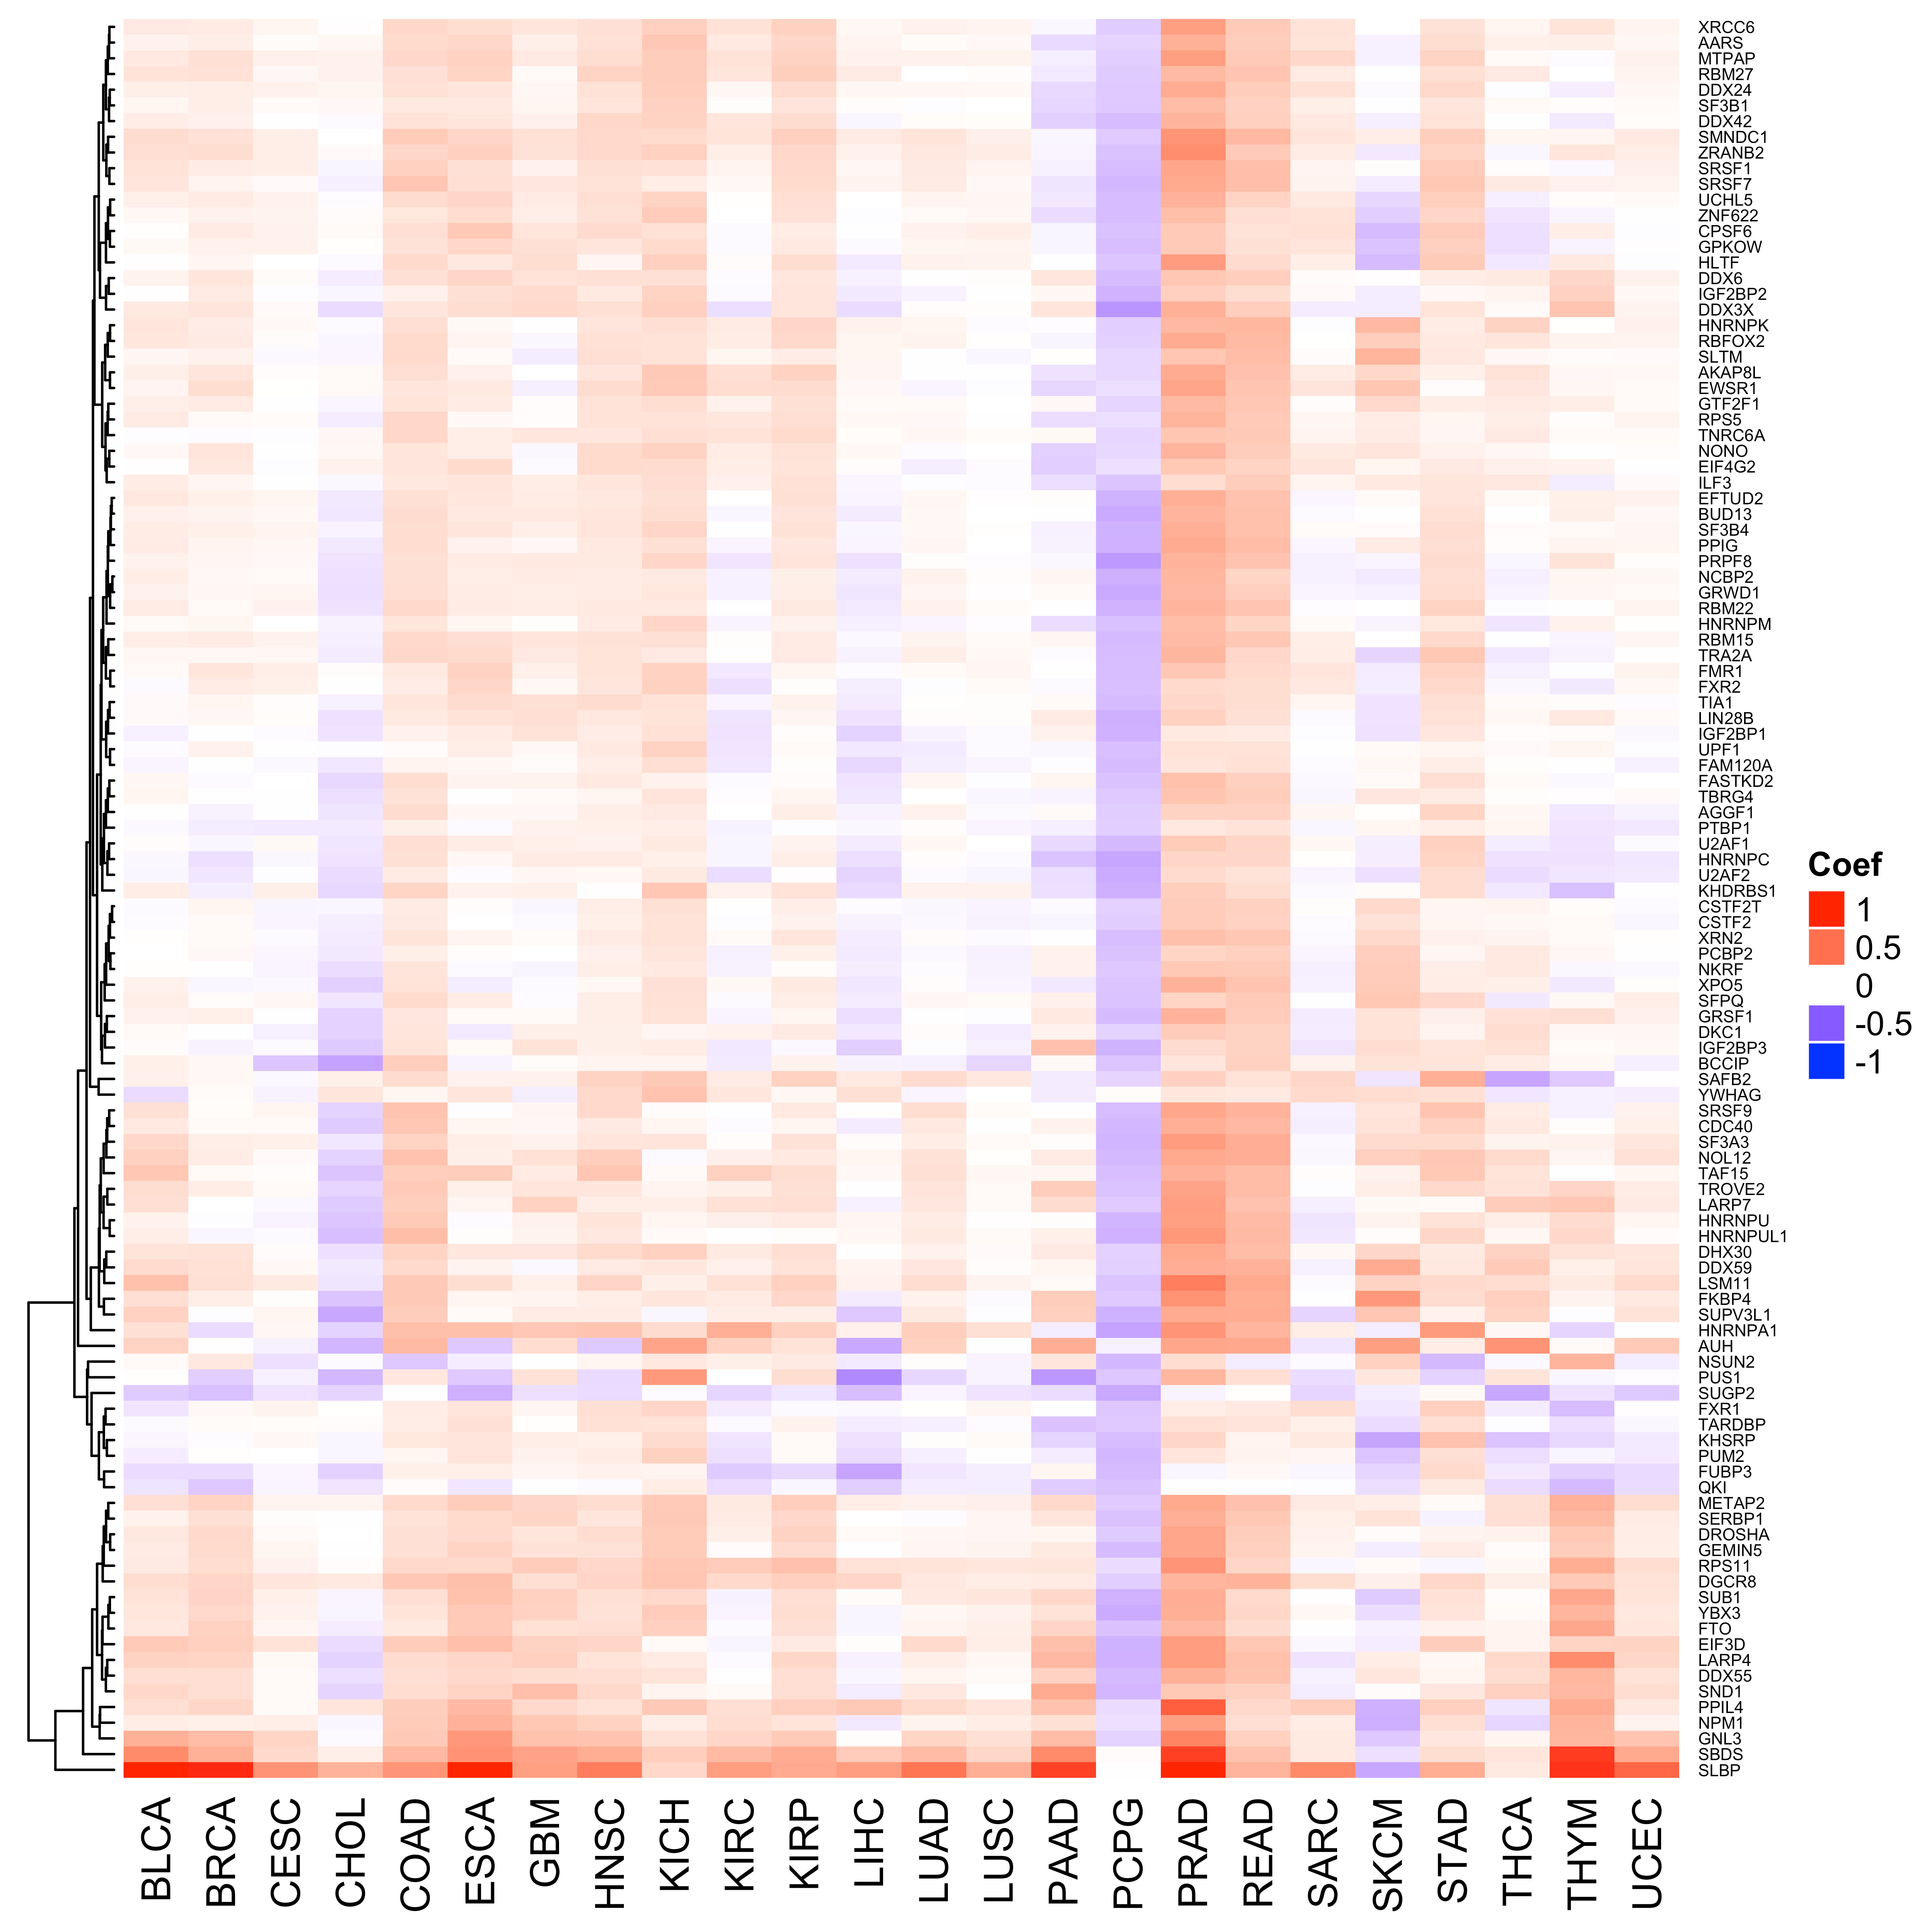 XRCC6
AARS
MTPAP
RBM27
DDX24
SF3B1
DDX42
SMNDC1
ZRANB2
SRSF1
SRSF7
UCHL5
ZNF622
CPSF6
GPKOW
HLTF
DDX6
IGF2BP2
DDX3X
HNRNPK
RBFOX2
SLTM
AKAP8L
EWSR1
GTF2F1
RPS5
TNRC6A
NONO
EIF4G2
ILF3
EFTUD2
BUD13
SF3B4
PPIG
PRPF8
NCBP2
GRWD1
RBM22
HNRNPM
RBM15
TRA2A
FMR1
FXR2
TIA1
LIN28B
IGF2BP1
UPF1
FAM120A
FASTKD2
TBRG4
AGGF1
PTBP1
U2AF1
HNRNPC
U2AF2
KHDRBS1
CSTF2T
CSTF2
XRN2
PCBP2
NKRF
XPO5
SFPQ
GRSF1
DKC1
IGF2BP3
BCCIP
SAFB2
YWHAG
SRSF9
CDC40
SF3A3
NOL12
TAF15
TROVE2
LARP7
HNRNPU
HNRNPUL1
DHX30
DDX59
LSM11
FKBP4
SUPV3L1
HNRNPA1
AUH
NSUN2
PUS1
SUGP2
FXR1
TARDBP
KHSRP
PUM2
FUBP3
QKI
METAP2
SERBP1
DROSHA
GEMIN5
RPS11
DGCR8
SUB1
YBX3
FTO
EIF3D
LARP4
DDX55
SND1
PPIL4
NPM1
GNL3
SBDS
SLBP
Coef
1
0.5
0
-0.5
-1
BLCA
BRCA
CESC
CHOL
COAD
ESCA
GBM
HNSC
KICH
KIRC
KIRP
LIHC
LUAD
LUSC
PAAD
PCPG
PRAD
READ
SARC
SKCM
STAD
THCA
THYM
UCEC